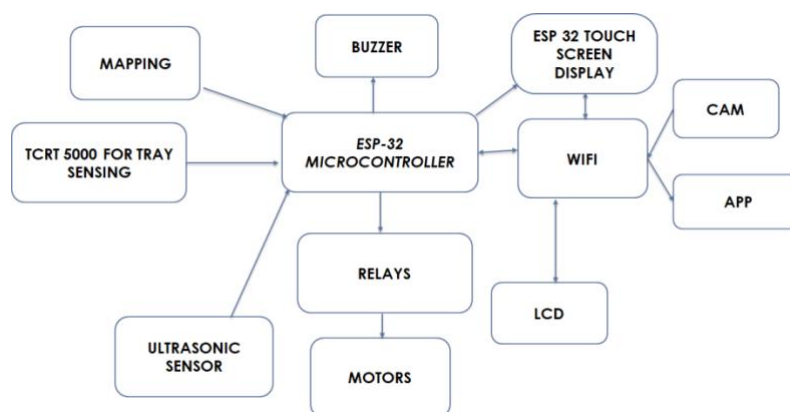 MAPPING
BUZZER
ESP 32 TOUCH
SCREEN
DISPLAY
TCRT 5000 FOR TRAY
SENSING
ESP-32
MICROCONTROLLER
WIFI
CAM
APP
RELAYS
LCD
ULTRASONIC
SENSOR
MOTORS